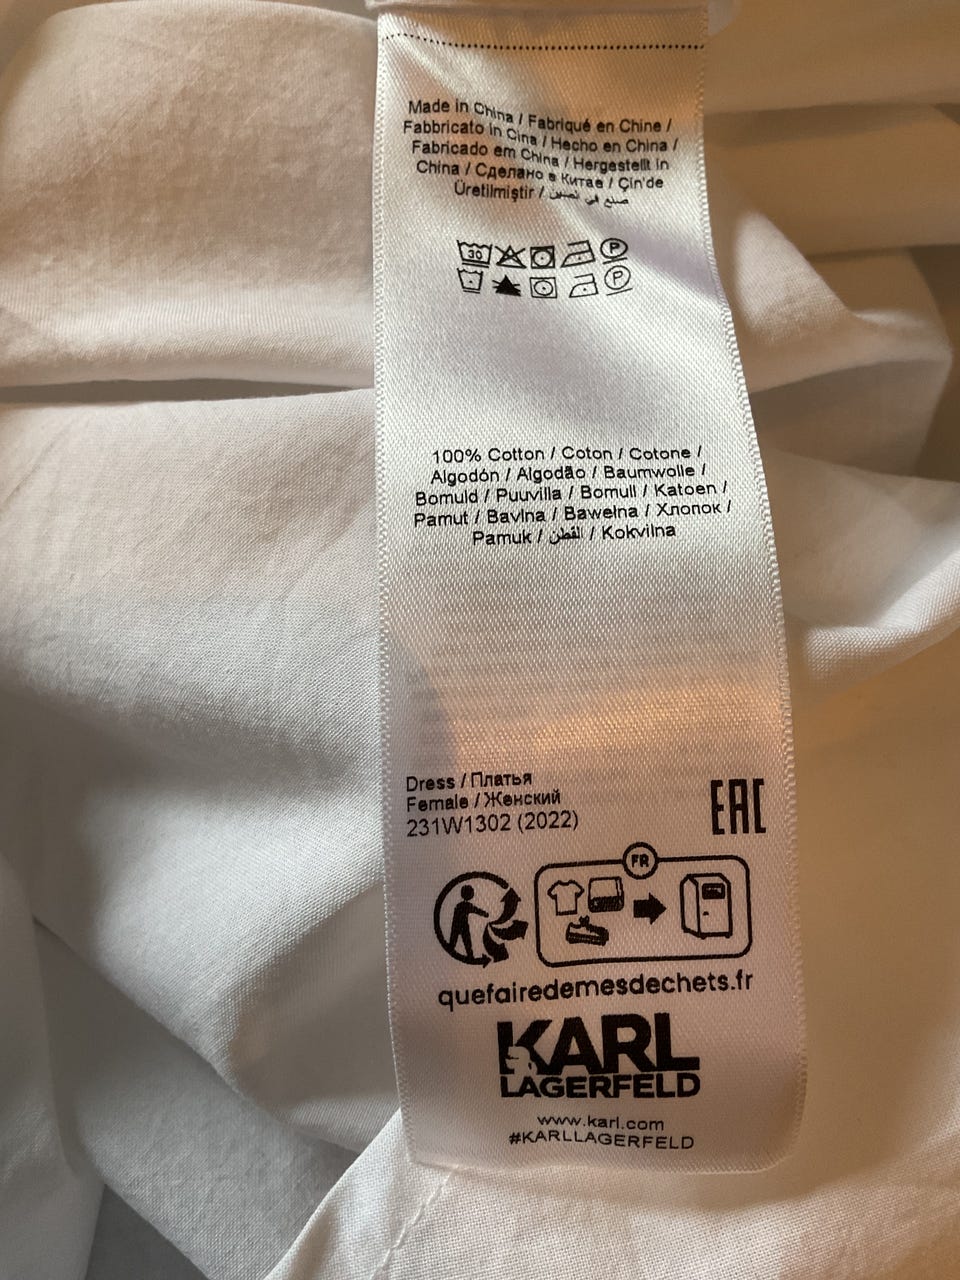 Made in China / Fabriqué en Chine /
Fabbricato in Cina / Hecho en China /
Fabricado em China / Hergestellt in
China / Сделано в Китае / Çin'de
Üretilmiştir / صنع في الصين
30 P
P
100% Cotton / Coton / Cotone /
Algodón / Algodão / Baumwolle /
Bomuld / Puuvilla / Bomull / Katoen /
Pamut / Bavlna / Bawełna / Хлопок /
Pamuk / القطن / Kokvilna
Dress / Платья
Female / Женский
231W1302 (2022)
EAC
FR
quefairedemesdechets.fr
KARL
LAGERFELD
www.karl.com
#KARLLAGERFELD